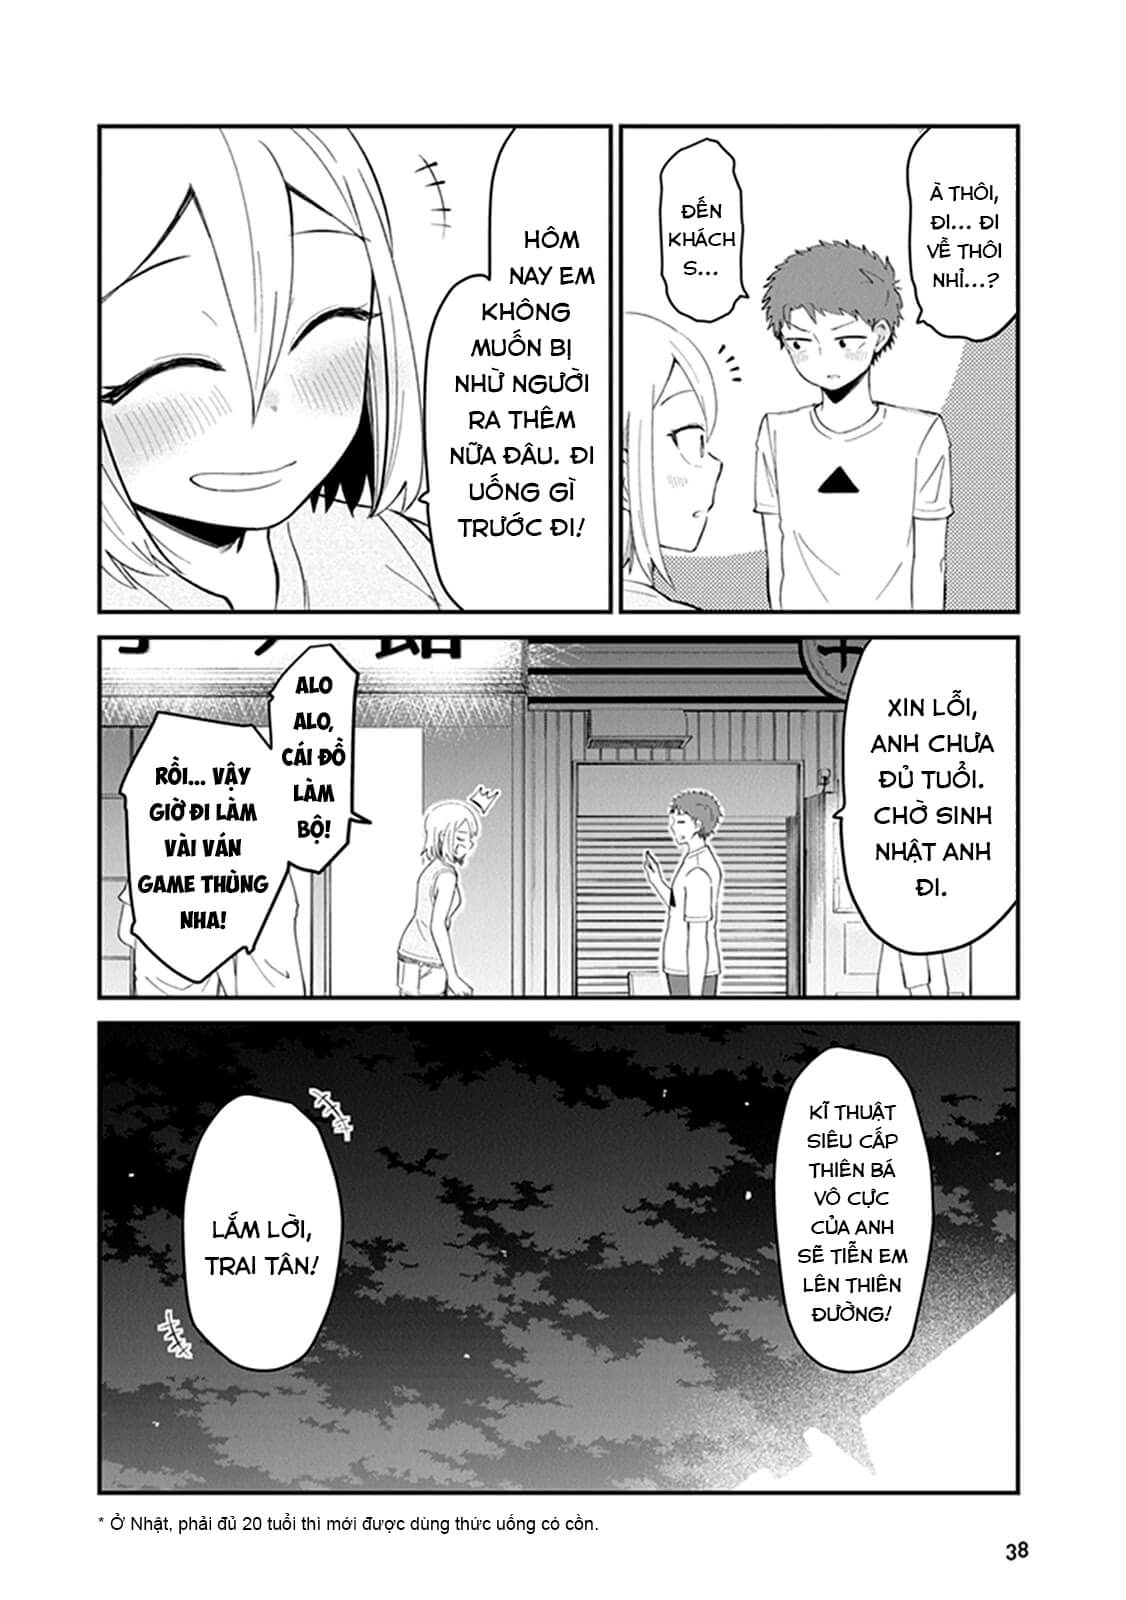 À THÔI,
ĐI... ĐI
VỀ THÔI
NHỈ...?
ĐẾN
KHÁCH
S...
HÔM
NAY EM
KHÔNG
MUỐN BỊ
NHỪ NGƯỜI
RA THÊM
NỮA ĐÂU. ĐI
UỐNG GÌ
TRƯỚC ĐI!
XIN LỖI,
ANH CHƯA
ĐỦ TUỔI.
CHỜ SINH
NHẬT ANH
ĐI.
ALO
ALO,
CÁI ĐỒ
LÀM
BỘ!
RỒI... VẬY
GIỜ ĐI LÀM
VÀI VÁN
GAME THÙNG
NHA!
KĨ THUẬT
SIÊU CẤP
THIÊN BÁ
VÔ CỰC
CỦA ANH
SẼ TIỄN EM
LÊN THIÊN
ĐƯỜNG!
LẮM LỜI,
TRAI TÂN!
* Ở Nhật, phải đủ 20 tuổi thì mới được dùng thức uống có cồn.
38